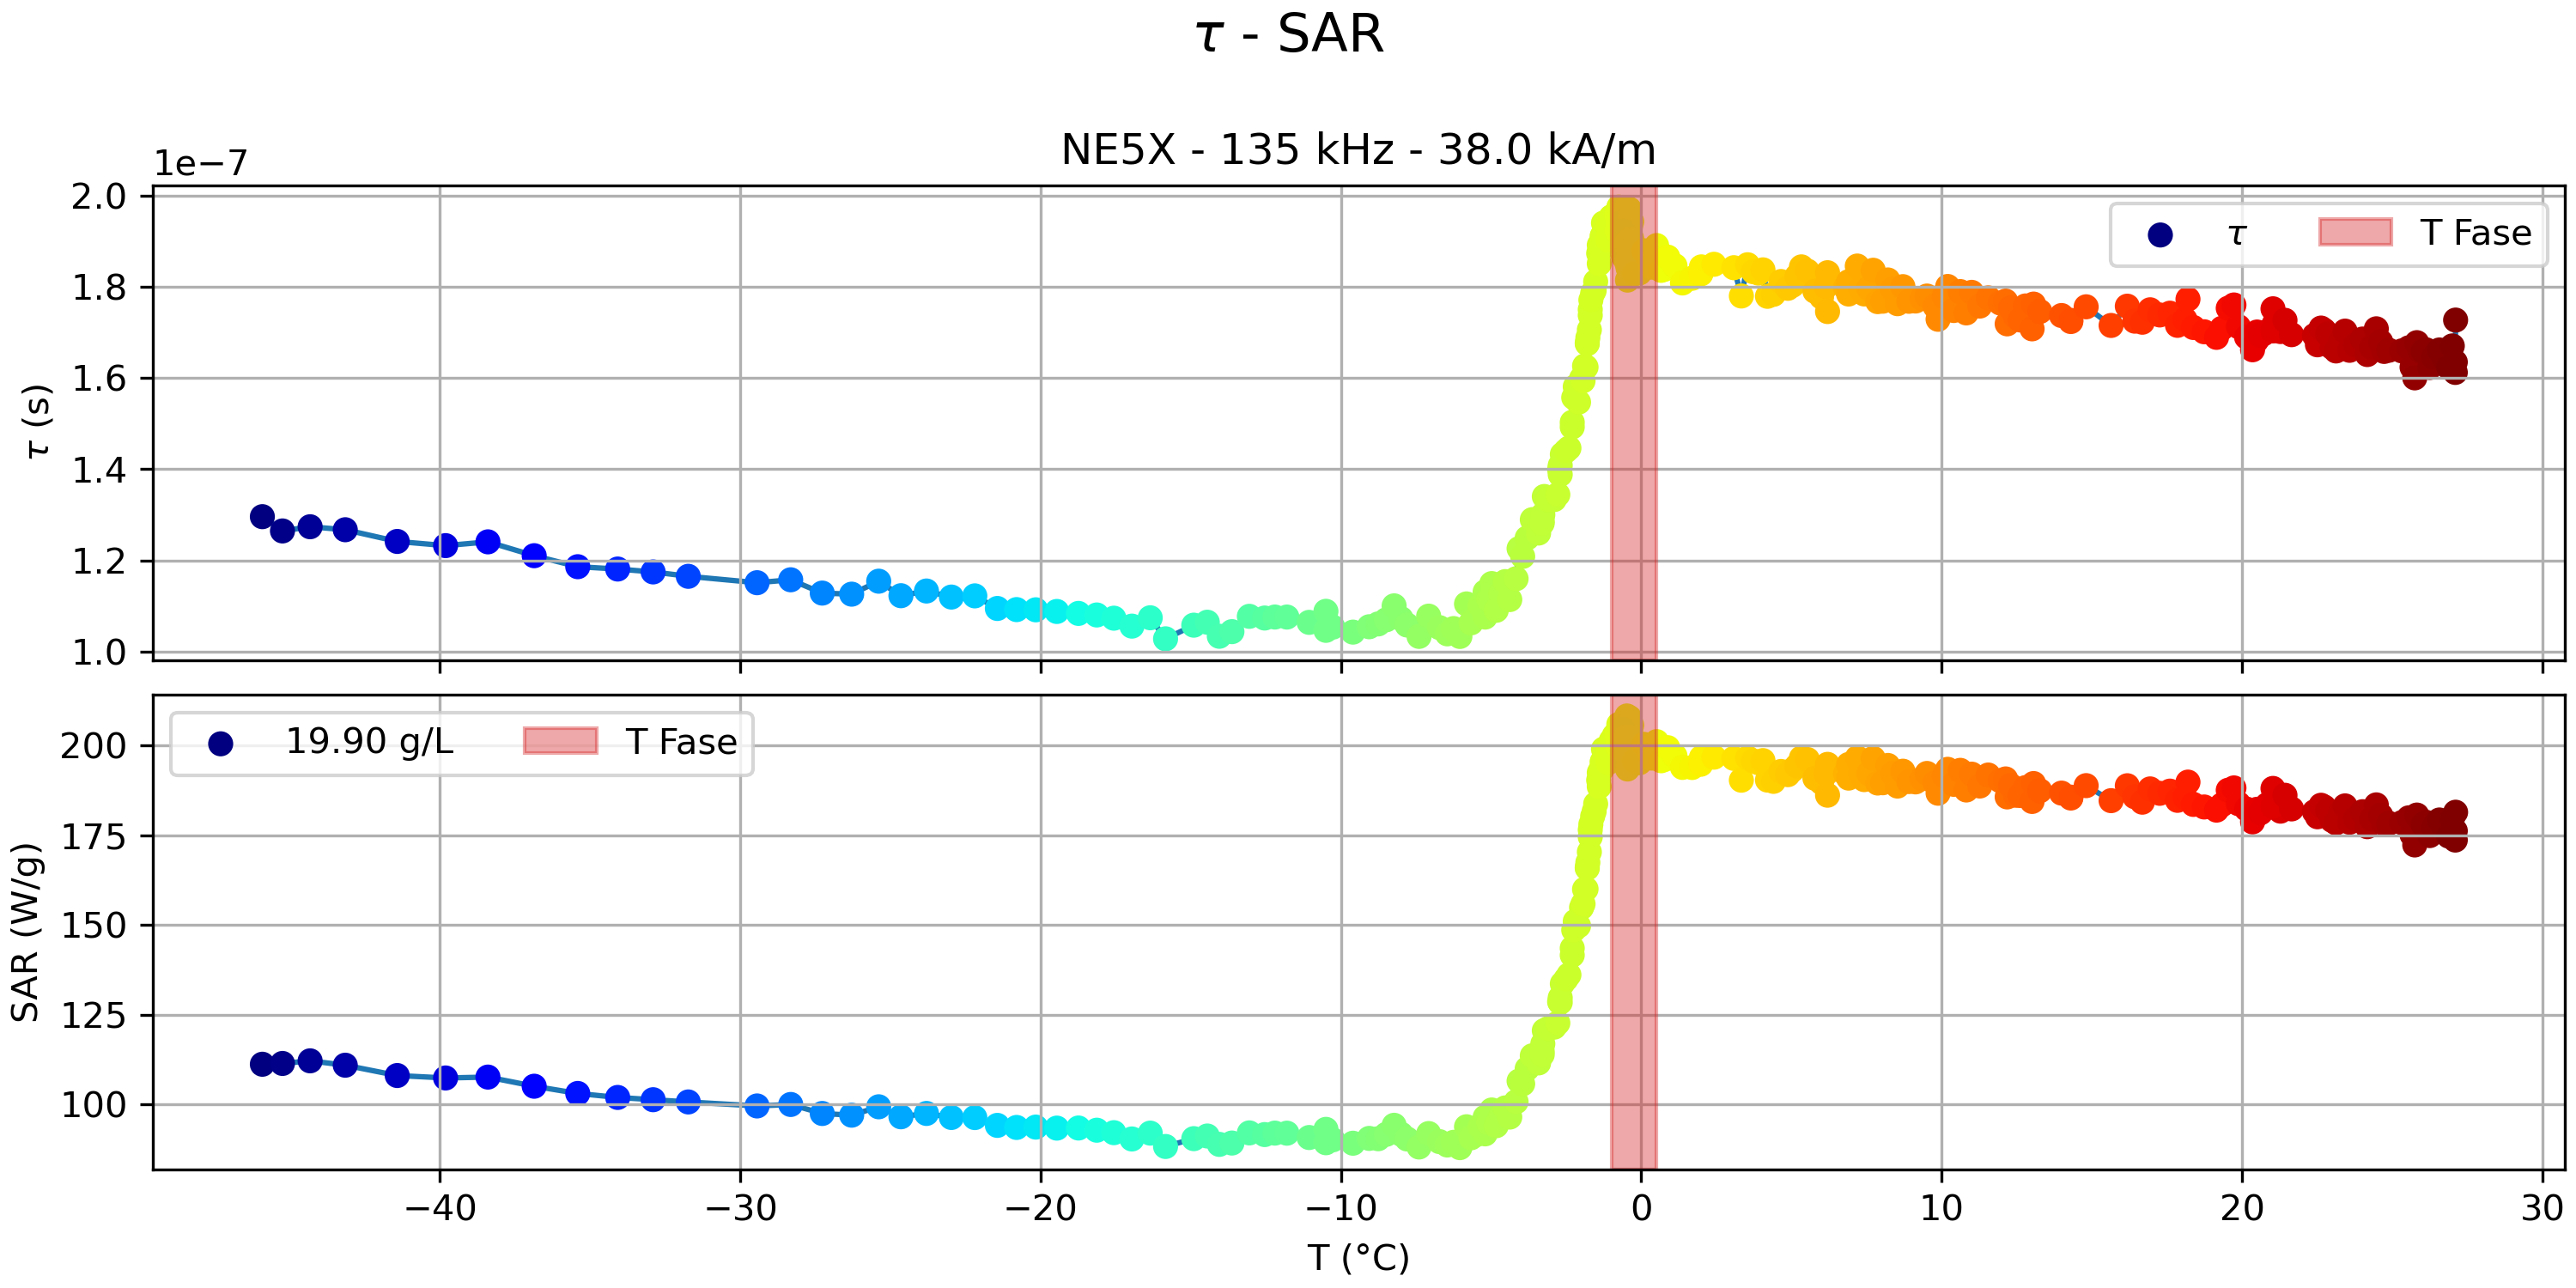 τ - SAR
NE5X - 135 kHz - 38.0 kA/m
1e−7
2.0
1.8
1.6
1.4
1.2
1.0
τ (s)
τ
T Fase
200
175
150
125
100
SAR (W/g)
19.90 g/L
T Fase
−40 −30 −20 −10 0 10 20 30
T (°C)